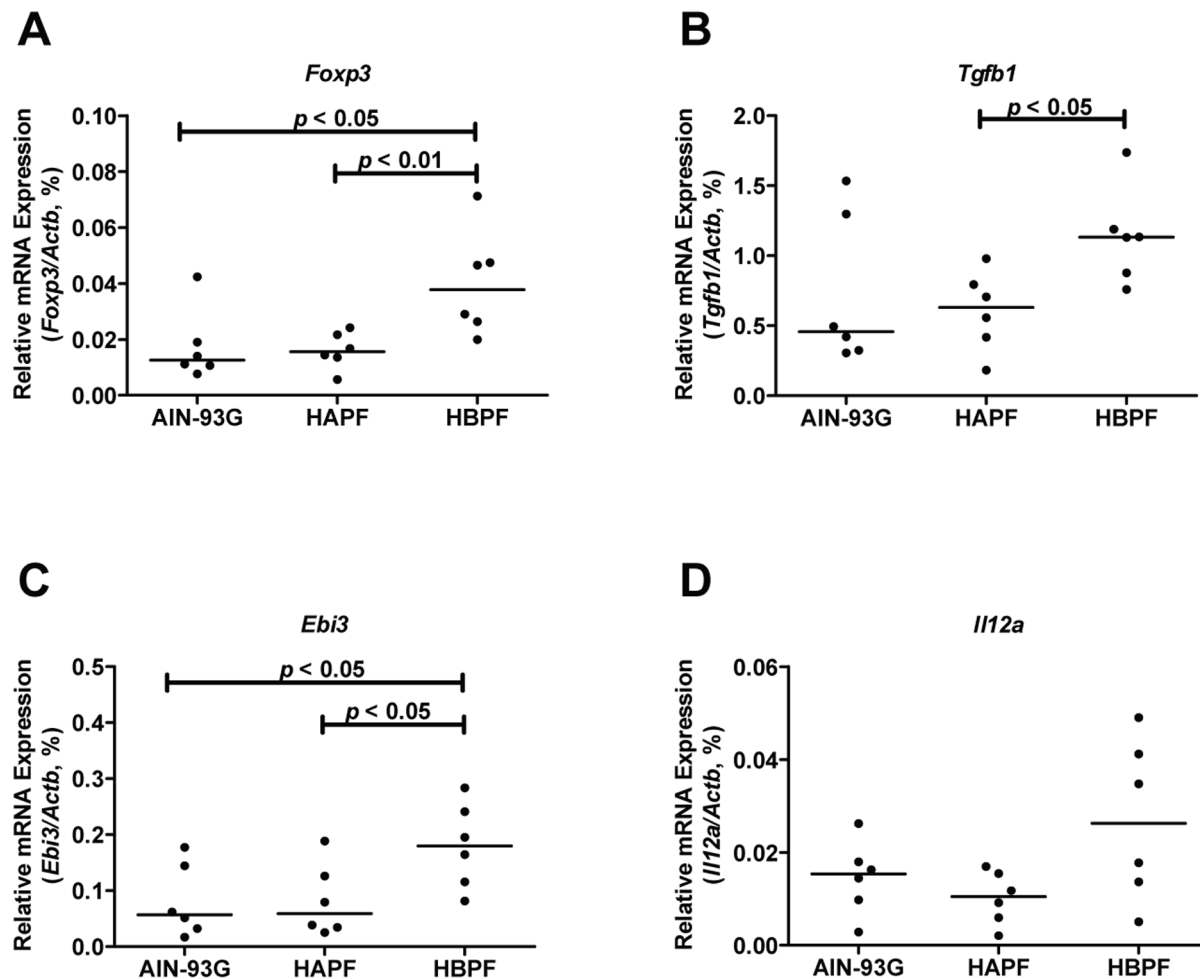 A
Foxp3
Relative mRNA Expression
(Foxp3/Actb, %)
0.10
0.08
0.06
0.04
0.02
0.00
p < 0.05
p < 0.01
AIN-93G HAPF HBPF
B
Tgfb1
Relative mRNA Expression
(Tgfb1/Actb, %)
2.0
1.5
1.0
0.5
0.0
p < 0.05
AIN-93G HAPF HBPF
C
Ebi3
Relative mRNA Expression
(Ebi3/Actb, %)
0.5
0.4
0.3
0.2
0.1
0.0
p < 0.05
p < 0.05
AIN-93G HAPF HBPF
D
Il12a
Relative mRNA Expression
(Il12a/Actb, %)
0.06
0.04
0.02
0.00
AIN-93G HAPF HBPF